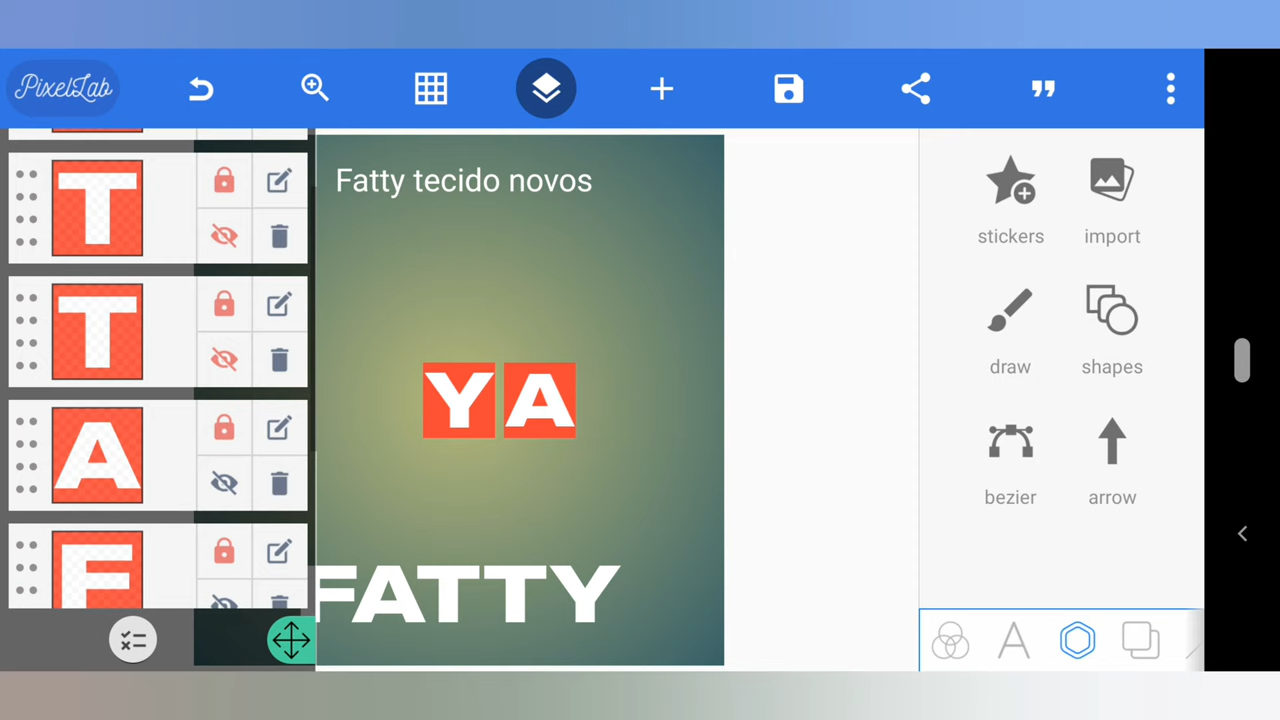 PixelLab
T
T
A
F
Fatty tecido novos
YA
FATTY
stickers import
draw shapes
bezier arrow
A